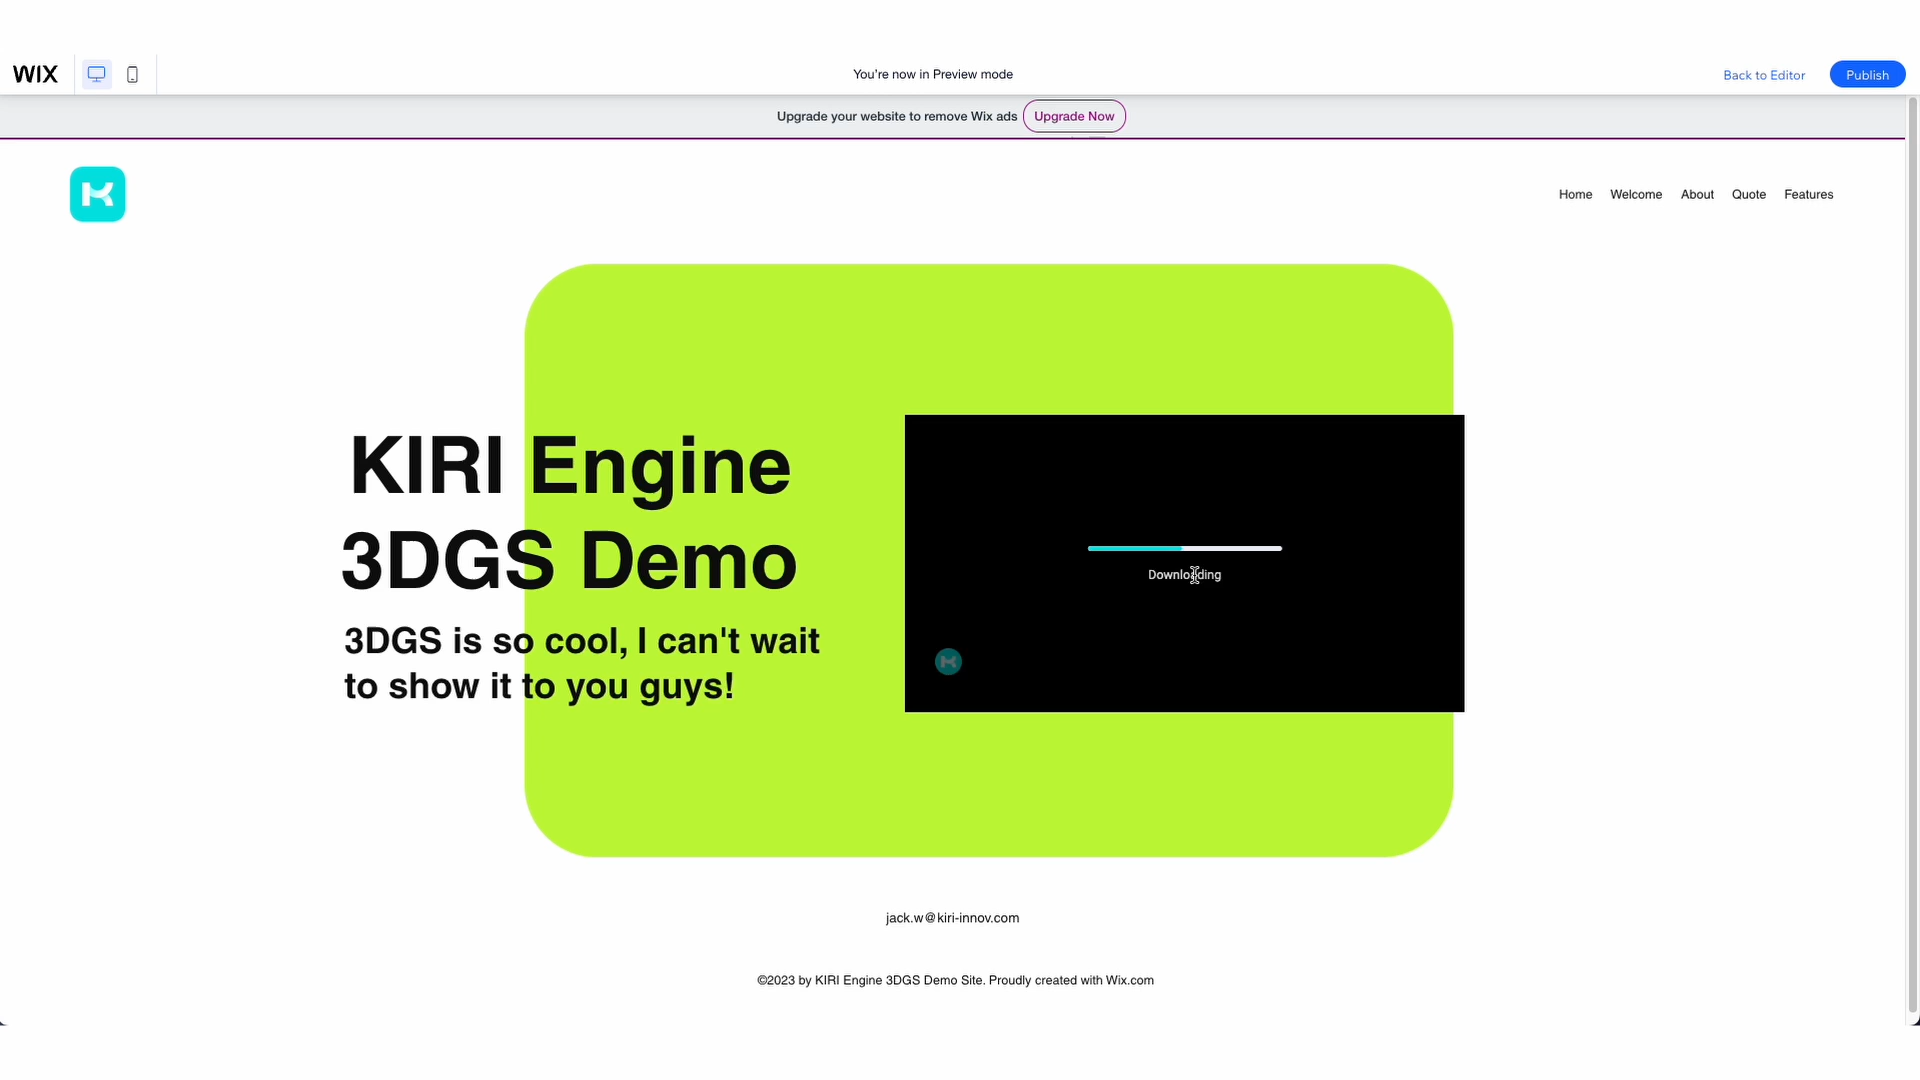 WIX
You're now in Preview mode
Back to Editor
Publish
Upgrade your website to remove Wix ads
Upgrade Now
Home
Welcome
About
Quote
Features
KIRI Engine
3DGS Demo
3DGS is so cool, I can't wait
to show it to you guys!
Downloading
jack.w@kiri-innov.com
©2023 by KIRI Engine 3DGS Demo Site. Proudly created with Wix.com